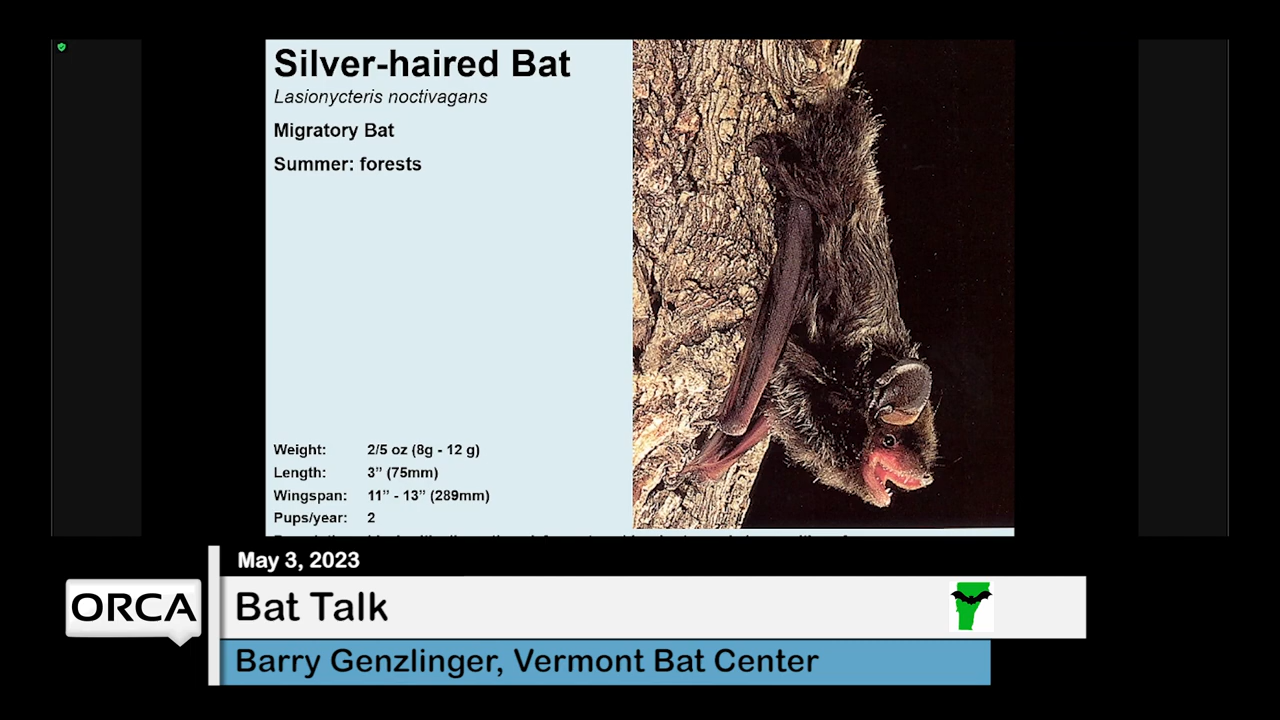 Silver-haired Bat
Lasionycteris noctivagans
Migratory Bat
Summer: forests
Weight: 2/5 oz (8g - 12 g)
Length: 3” (75mm)
Wingspan: 11” - 13” (289mm)
Pups/year: 2
May 3, 2023
ORCA
Bat Talk
Barry Genzlinger, Vermont Bat Center